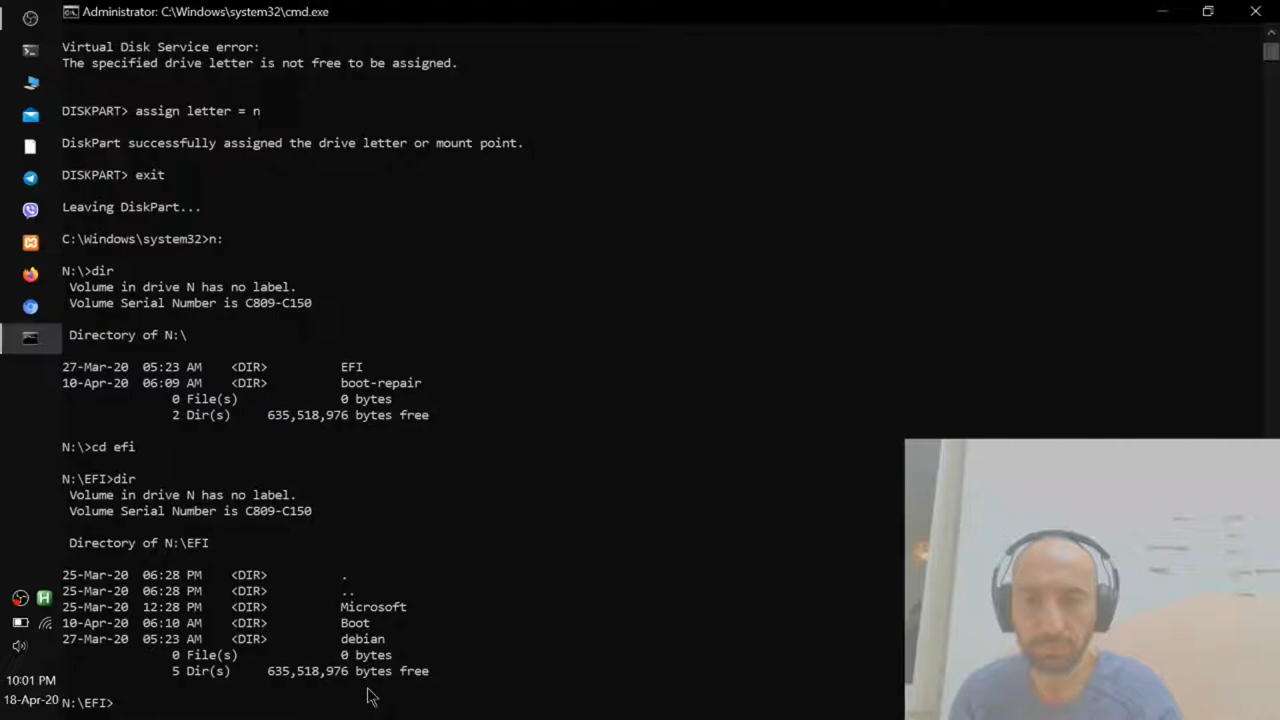 Administrator: C:\Windows\system32\cmd.exe
Virtual Disk Service error:
The specified drive letter is not free to be assigned.
DISKPART> assign letter = n
DiskPart successfully assigned the drive letter or mount point.
DISKPART> exit
Leaving DiskPart...
C:\Windows\system32>n:
N:\>dir
Volume in drive N has no label.
Volume Serial Number is C809-C150
Directory of N:\
27-Mar-20 05:23 AM <DIR> EFI
10-Apr-20 06:09 AM <DIR> boot-repair
0 File(s) 0 bytes
2 Dir(s) 635,518,976 bytes free
N:\>cd efi
N:\EFI>dir
Volume in drive N has no label.
Volume Serial Number is C809-C150
Directory of N:\EFI
25-Mar-20 06:28 PM <DIR> .
25-Mar-20 06:28 PM <DIR> ..
25-Mar-20 12:28 PM <DIR> Microsoft
10-Apr-20 06:10 AM <DIR> Boot
27-Mar-20 05:23 AM <DIR> debian
0 File(s) 0 bytes
5 Dir(s) 635,518,976 bytes free
N:\EFI>
10:01 PM
18-Apr-20